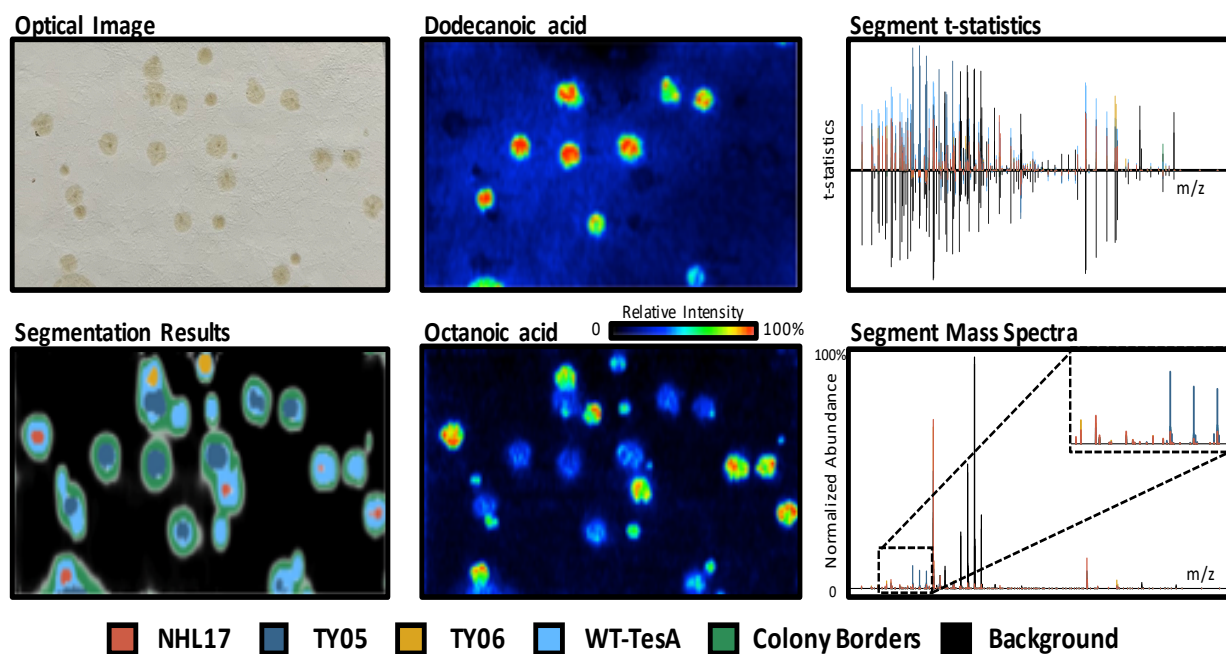 Optical Image
Dodecanoic acid
Segment t-statistics
t-statistics
m/z
Segmentation Results
Octanoic acid
Relative Intensity
0
100%
Segment Mass Spectra
100%
Normalized Abundance
0
m/z
NHL17
TY05
TY06
WT-TesA
Colony Borders
Background